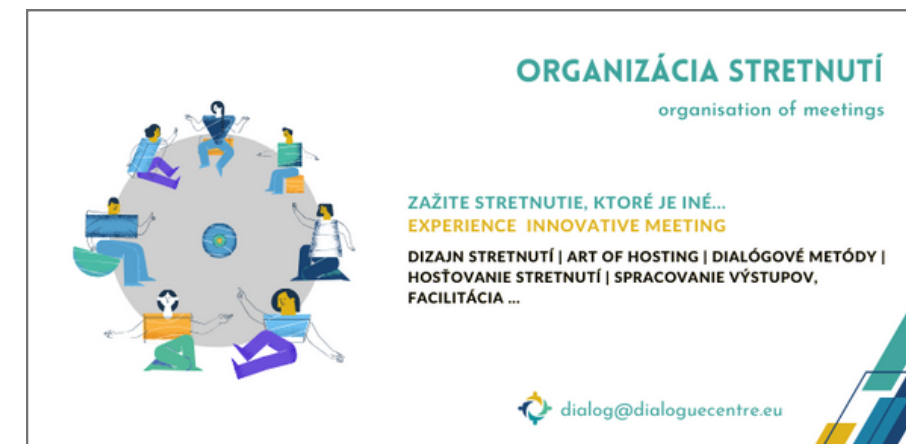 ORGANIZÁCIA STRETNUTÍ
organisation of meetings
ZAŽITE STRETNUTIE, KTORÉ JE INÉ...
EXPERIENCE INNOVATIVE MEETING
DIZAJN STRETNUTÍ | ART OF HOSTING | DIALÓGOVÉ METÓDY |
HOSŤOVANIE STRETNUTÍ | SPRACOVANIE VÝSTUPOV,
FACILITÁCIA ...
dialog@dialoguecentre.eu